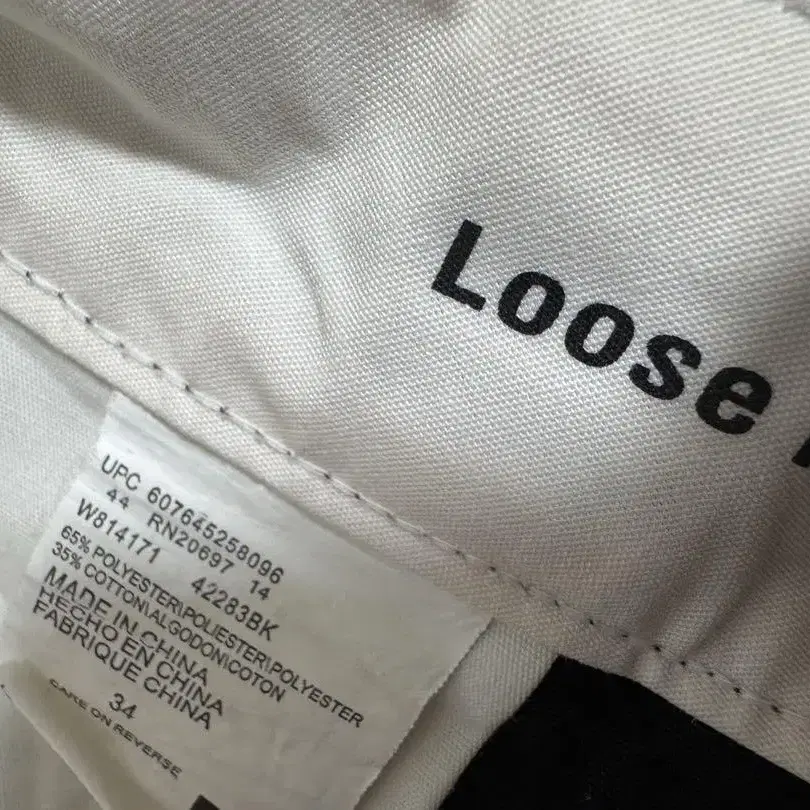 Loose
UPC 607645258096
44 RN20697 14
W814171 42283BK
65% POLYESTER\POLIESTER\POLYESTER
35% COTTON\ALGODON\COTON
MADE IN CHINA
HECHO EN CHINA
FABRIQUE CHINA
34
CARE ON REVERSE